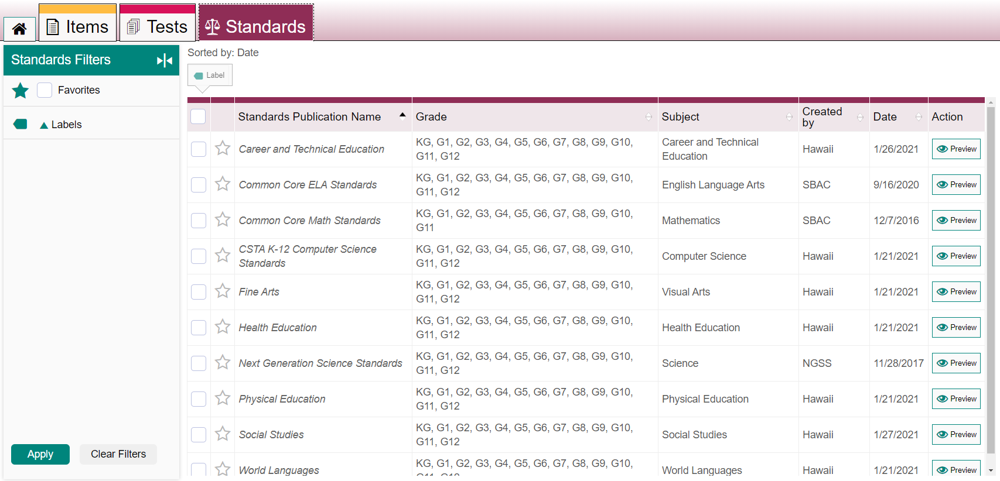 Items
Tests
Standards
Standards Filters
Favorites
Labels
Apply
Clear Filters
Sorted by: Date
Label
Standards Publication Name
Grade
Subject
Created
by
Date
Action
Career and Technical Education
KG, G1, G2, G3, G4, G5, G6, G7, G8, G9, G10,
G11, G12
Career and Technical
Education
Hawaii
1/26/2021
Preview
Common Core ELA Standards
KG, G1, G2, G3, G4, G5, G6, G7, G8, G9, G10,
G11, G12
English Language Arts
SBAC
9/16/2020
Preview
Common Core Math Standards
KG, G1, G2, G3, G4, G5, G6, G7, G8, G9, G10,
G11
Mathematics
SBAC
12/7/2016
Preview
CSTA K-12 Computer Science
Standards
KG, G1, G2, G3, G4, G5, G6, G7, G8, G9, G10,
G11, G12
Computer Science
Hawaii
1/21/2021
Preview
Fine Arts
KG, G1, G2, G3, G4, G5, G6, G7, G8, G9, G10,
G11, G12
Visual Arts
Hawaii
1/21/2021
Preview
Health Education
KG, G1, G2, G3, G4, G5, G6, G7, G8, G9, G10,
G11, G12
Health Education
Hawaii
1/21/2021
Preview
Next Generation Science Standards
KG, G1, G2, G3, G4, G5, G6, G7, G8, G9, G10,
G11, G12
Science
NGSS
11/28/2017
Preview
Physical Education
KG, G1, G2, G3, G4, G5, G6, G7, G8, G9, G10,
G11, G12
Physical Education
Hawaii
1/21/2021
Preview
Social Studies
KG, G1, G2, G3, G4, G5, G6, G7, G8, G9, G10,
G11, G12
Social Studies
Hawaii
1/27/2021
Preview
World Languages
KG, G1, G2, G3, G4, G5, G6, G7, G8, G9, G10,
World Languages
Hawaii
1/21/2021
Preview